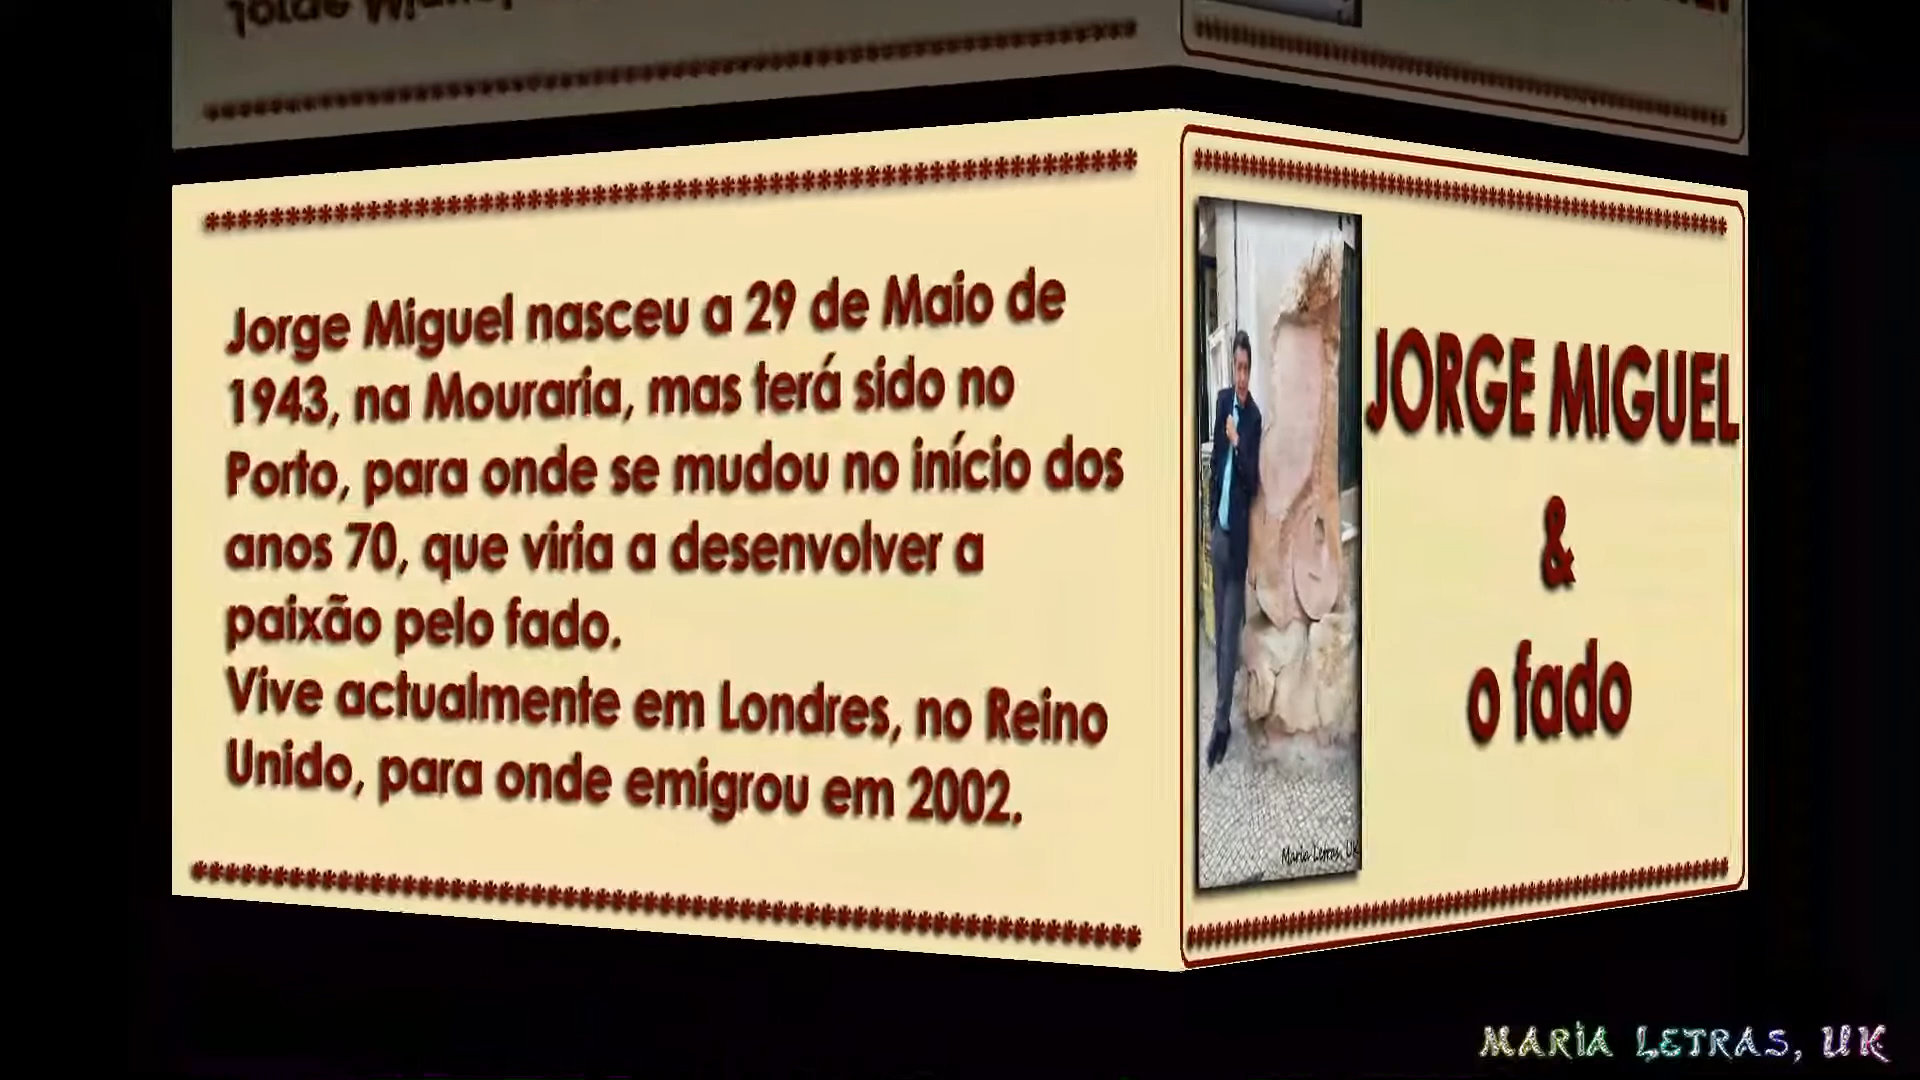 **********************************************************
Jorge Miguel nasceu a 29 de Maio de
1943, na Mouraria, mas terá sido no
Porto, para onde se mudou no início dos
anos 70, que viria a desenvolver a
paixão pelo fado.
Vive actualmente em Londres, no Reino
Unido, para onde emigrou em 2002.
JORGE MIGUEL
&
o fado
Maria Letras, UK
MARIA LETRAS, UK